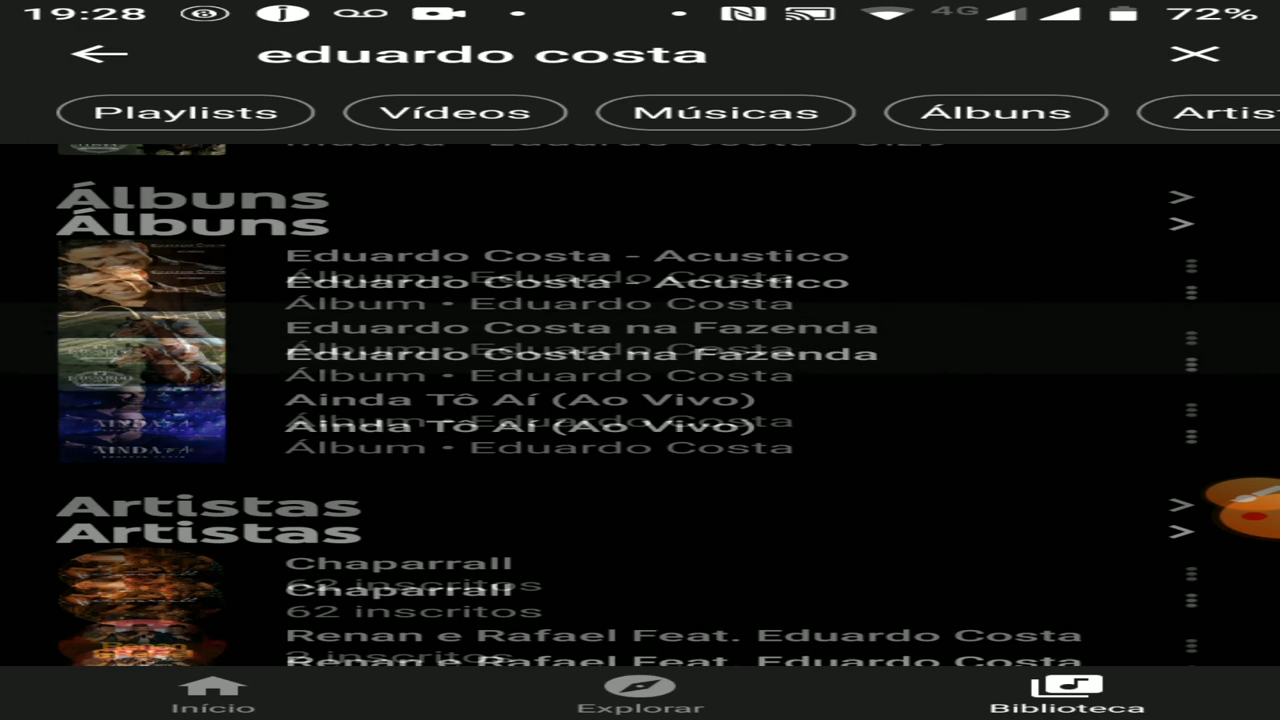 19:28 4G 72%
eduardo costa
Playlists Vídeos Músicas Álbuns Artis
Música • Eduardo Costa • 3:29
Álbuns
Álbuns
Eduardo Costa - Acustico
Álbum • Eduardo Costa
Eduardo Costa - Acustico
Álbum • Eduardo Costa
Eduardo Costa na Fazenda
Álbum • Eduardo Costa
Eduardo Costa na Fazenda
Álbum • Eduardo Costa
Ainda Tô Aí (Ao Vivo)
Álbum • Eduardo Costa
Ainda Tô Aí (Ao Vivo)
Álbum • Eduardo Costa
Artistas
Artistas
Chaparrall
62 inscritos
Chaparrall
62 inscritos
Renan e Rafael Feat. Eduardo Costa
inscritos
Renan e Rafael Feat. Eduardo Costa
Início Explorar Biblioteca